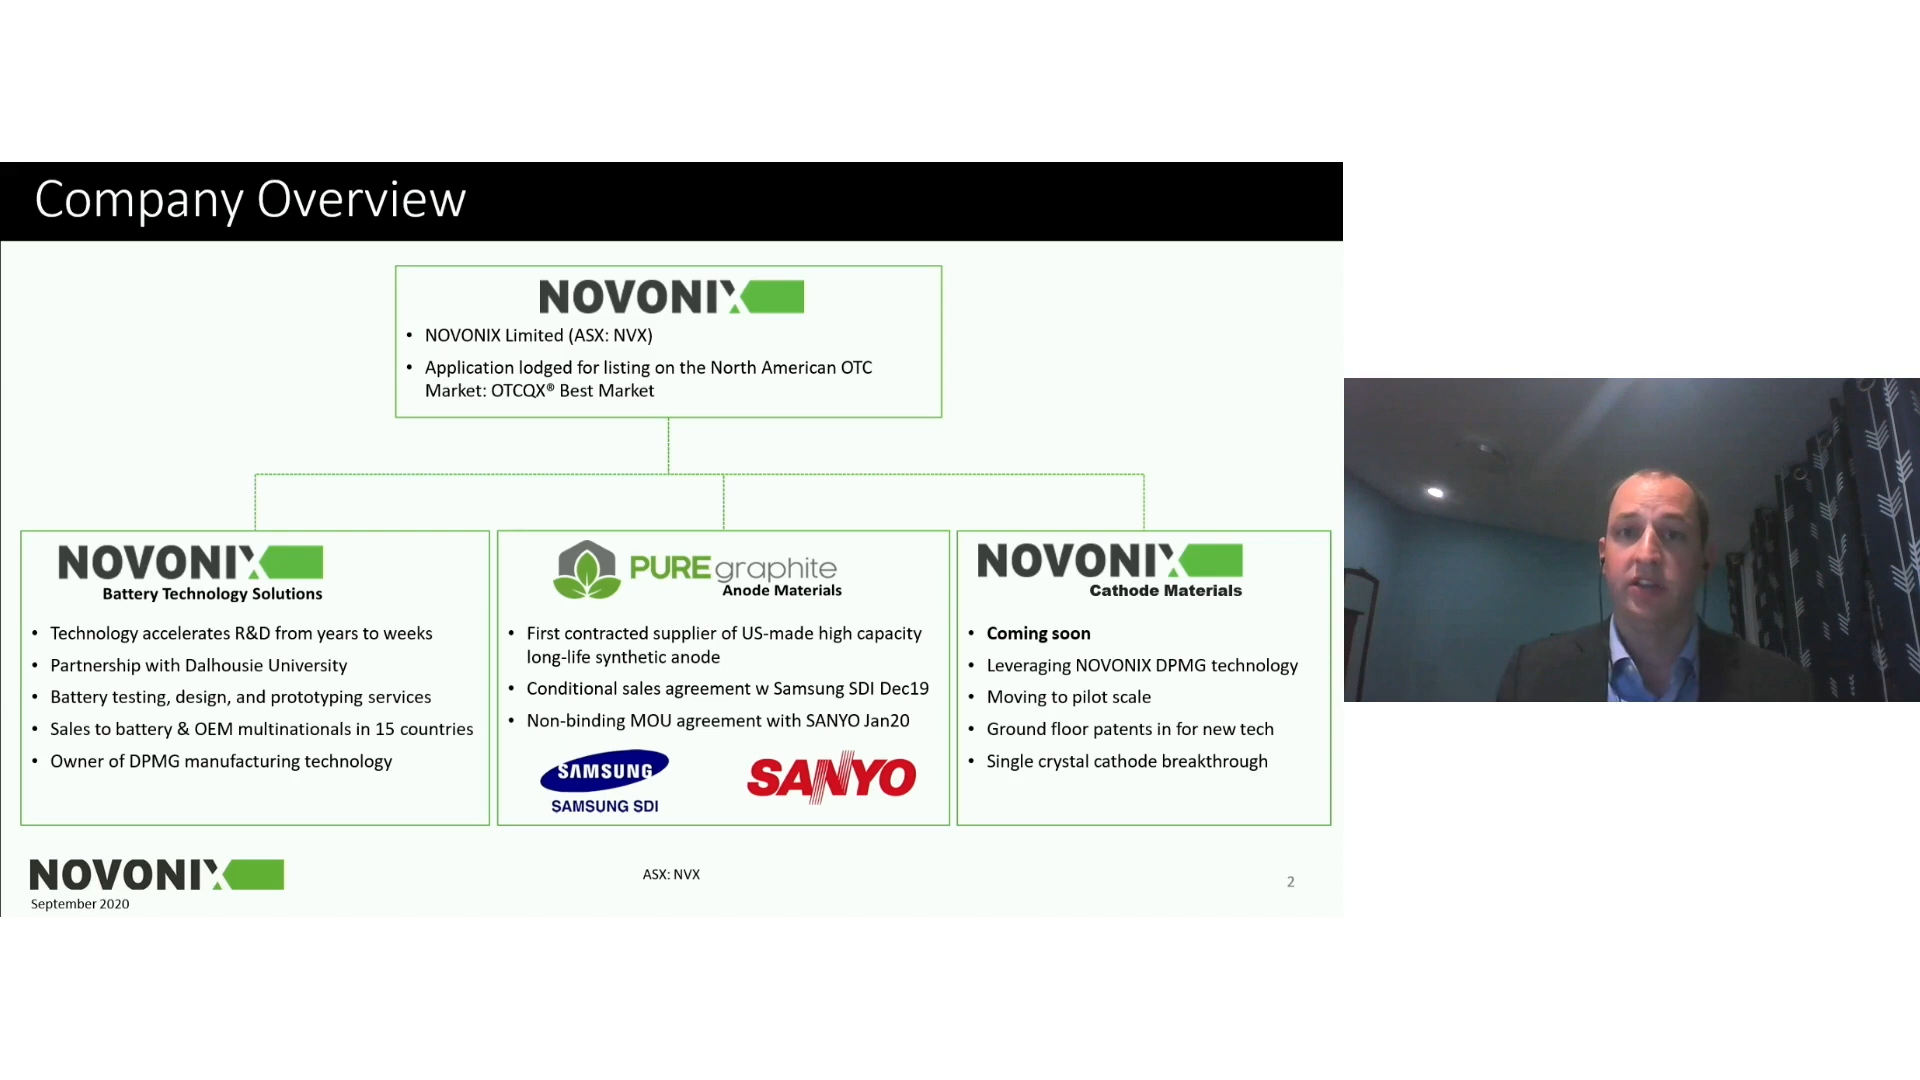 Company Overview
NOVONIX
• NOVONIX Limited (ASX: NVX)
• Application lodged for listing on the North American OTC
Market: OTCQX® Best Market
NOVONIX
Battery Technology Solutions
• Technology accelerates R&D from years to weeks
• Partnership with Dalhousie University
• Battery testing, design, and prototyping services
• Sales to battery & OEM multinationals in 15 countries
• Owner of DPMG manufacturing technology
PUREgraphite
Anode Materials
• First contracted supplier of US-made high capacity
long-life synthetic anode
• Conditional sales agreement w Samsung SDI Dec19
• Non-binding MOU agreement with SANYO Jan20
SAMSUNG
SAMSUNG SDI
SANYO
NOVONIX
Cathode Materials
• Coming soon
• Leveraging NOVONIX DPMG technology
• Moving to pilot scale
• Ground floor patents in for new tech
• Single crystal cathode breakthrough
NOVONIX
September 2020
ASX: NVX
2